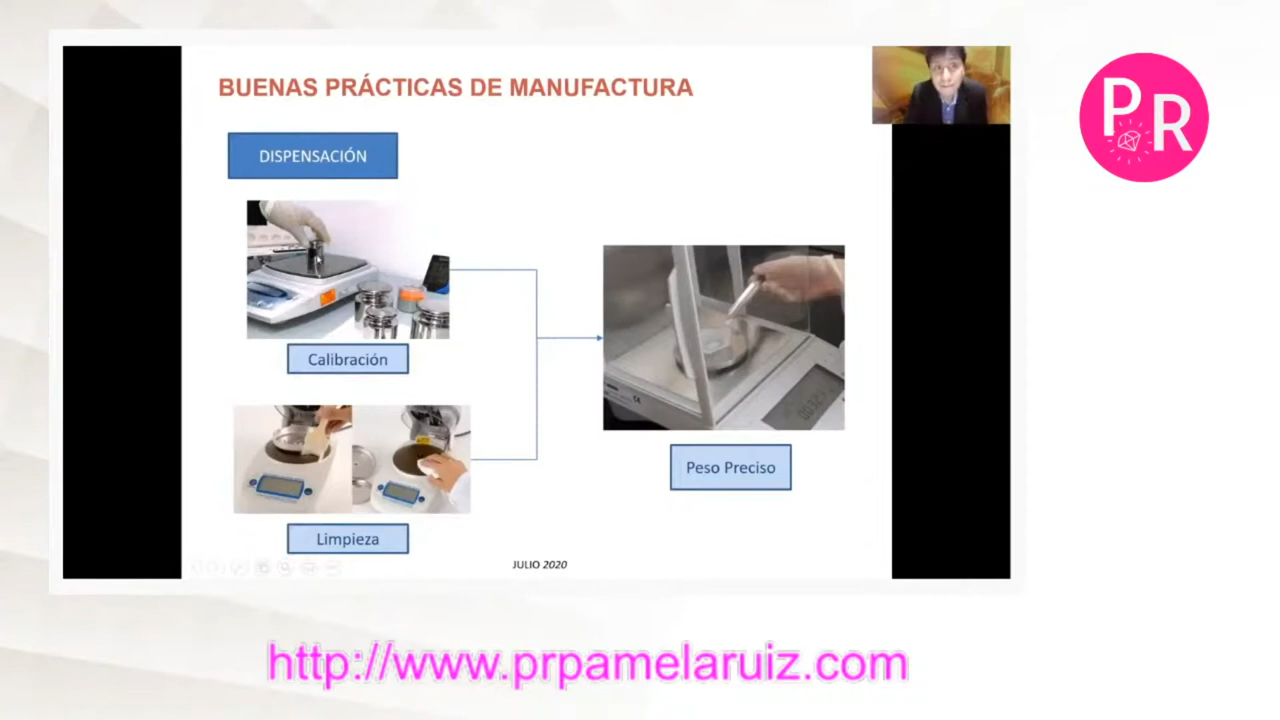 BUENAS PRÁCTICAS DE MANUFACTURA
DISPENSACIÓN
Calibración
Limpieza
Peso Preciso
JULIO 2020
PR
http://www.prpamelaruiz.com